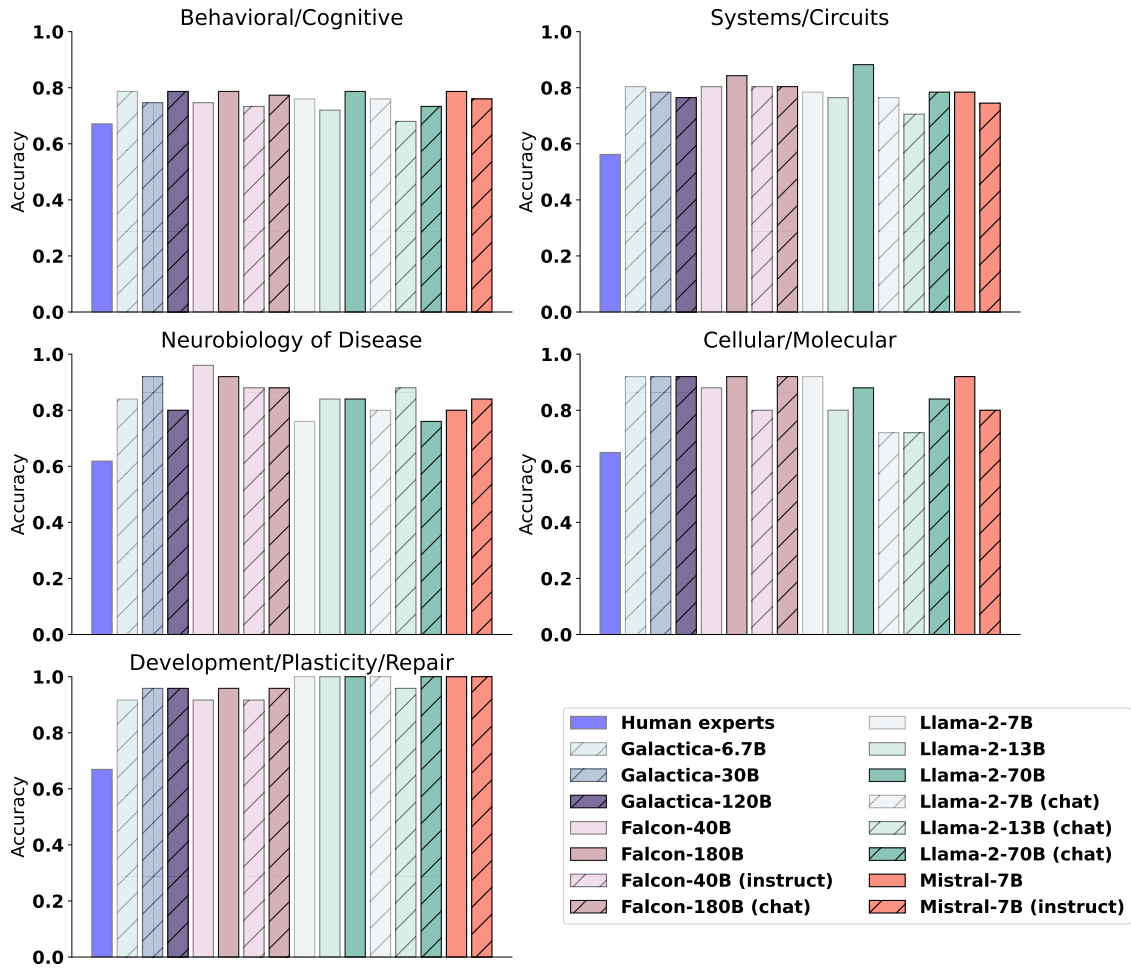 Behavioral/Cognitive
1.0
0.8
0.6
0.4
0.2
0.0
Accuracy
Systems/Circuits
1.0
0.8
0.6
0.4
0.2
0.0
Accuracy
Neurobiology of Disease
1.0
0.8
0.6
0.4
0.2
0.0
Accuracy
Cellular/Molecular
1.0
0.8
0.6
0.4
0.2
0.0
Accuracy
Development/Plasticity/Repair
1.0
0.8
0.6
0.4
0.2
0.0
Accuracy
Human experts
Galactica-6.7B
Galactica-30B
Galactica-120B
Falcon-40B
Falcon-180B
Falcon-40B (instruct)
Falcon-180B (chat)
Llama-2-7B
Llama-2-13B
Llama-2-70B
Llama-2-7B (chat)
Llama-2-13B (chat)
Llama-2-70B (chat)
Mistral-7B
Mistral-7B (instruct)